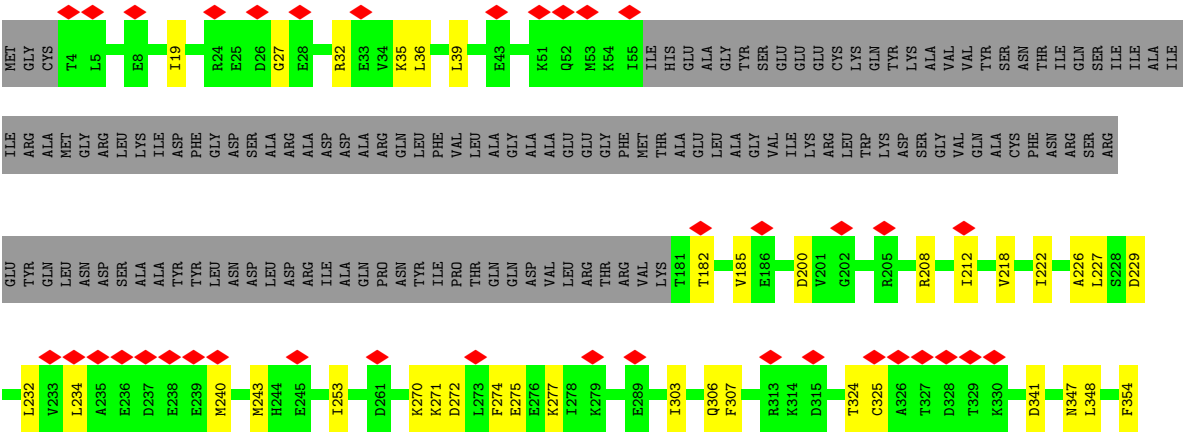 MET GLY CYS T4 L5 E8 I19 R24 E25 D26 G27 E28 R32 E33 V34 K35 L36 L39 E43 K51 Q52 M53 K54 I55 ILE HIS GLU ALA GLY TYR SER GLU GLU GLU CYS LYS GLN TYR LYS ALA VAL VAL TYR SER ASN THR ILE GLN SER ILE ILE ALA ILE
ILE ARG ALA MET GLY ARG LEU LYS ILE ASP PHE GLY ASP SER ALA ARG ALA ASP ASP ALA ARG GLN LEU PHE VAL LEU ALA GLY ALA ALA GLU GLU GLY PHE MET THR ALA GLU LEU ALA GLY VAL ILE LYS ARG LEU TRP LYS ASP SER GLY VAL GLN ALA CYS PHE ASN ARG SER ARG
GLU TYR GLN LEU ASN ASP SER ALA ALA TYR TYR LEU ASN ASP LEU ASP ARG ILE ALA GLN PRO ASN TYR ILE PRO THR GLN GLN ASP VAL LEU ARG THR ARG VAL LYS T181 T182 V185 E186 D200 V201 G202 R205 R208 I212 V218 I222 A226 L227 S228 D229
L232 V233 L234 A235 E236 D237 E238 E239 M240 M243 H244 E245 I253 D261 K270 K271 D272 L273 F274 E275 E276 K277 I278 K279 E289 I303 Q306 F307 R313 K314 D315 T324 C325 A326 T327 D328 T329 K330 D341 N347 L348 F354